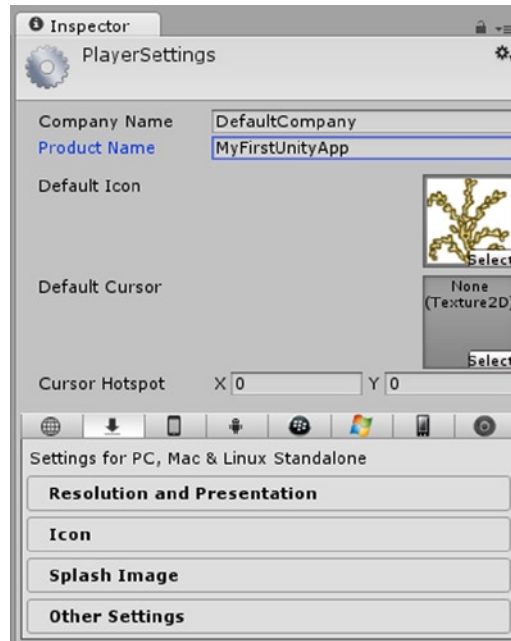 Inspector
PlayerSettings
Company Name DefaultCompany
Product Name MyFirstUnityApp
Default Icon
Select
Default Cursor
None
(Texture2D)
Select
Cursor Hotspot X 0 Y 0
Settings for PC, Mac & Linux Standalone
Resolution and Presentation
Icon
Splash Image
Other Settings